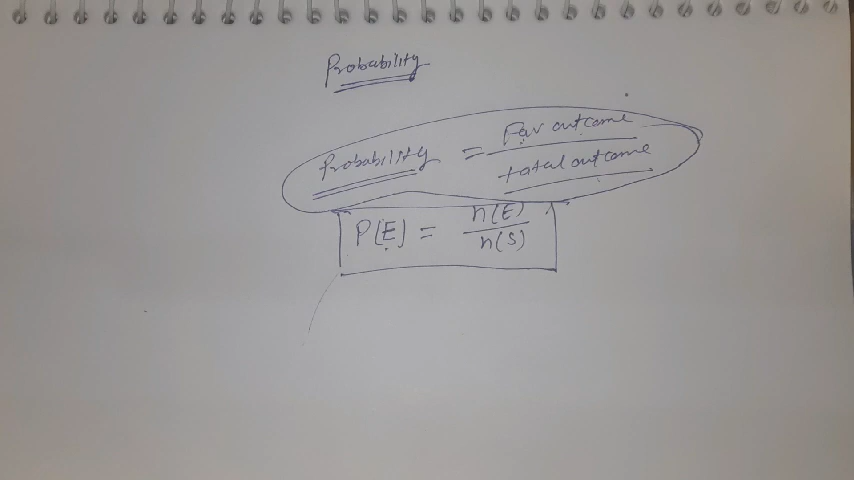 Probability
Probability = Fav outcome / total outcome
P(E) = n(E) / n(S)